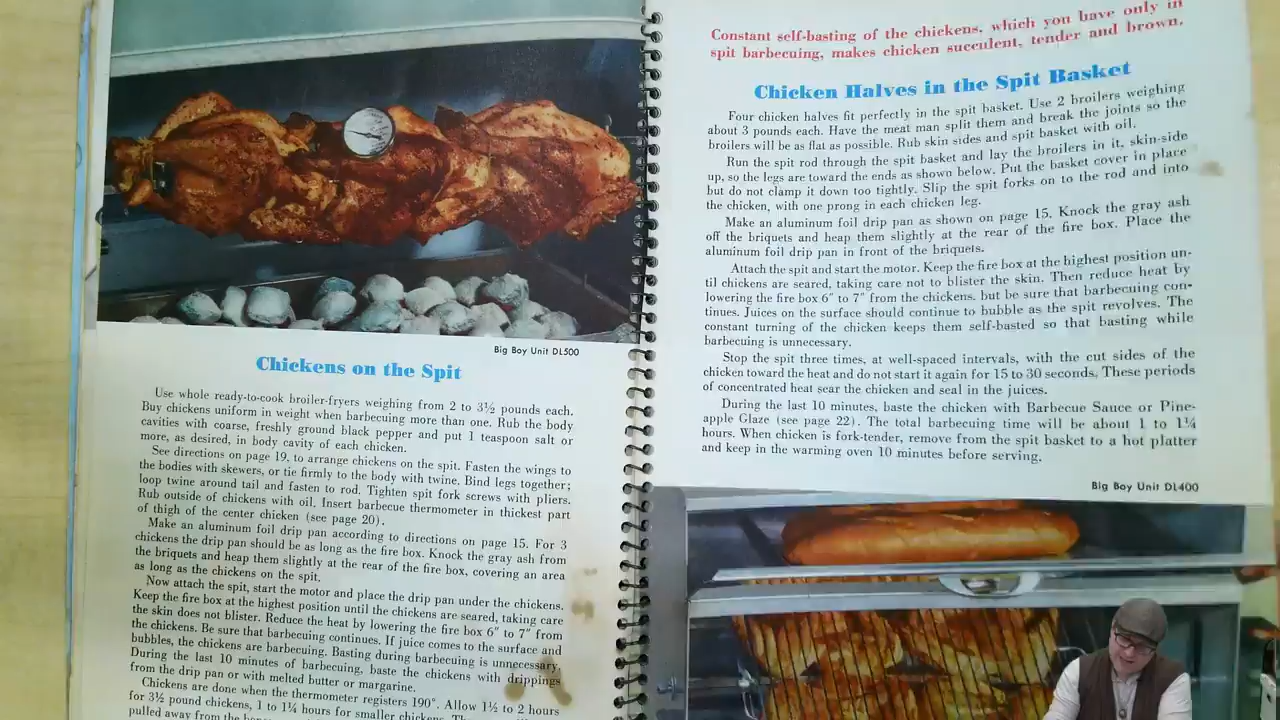 Big Boy Unit DL500
Chickens on the Spit
Use whole ready-to-cook broiler-fryers weighing from 2 to 3½ pounds each.
Buy chickens uniform in weight when barbecuing more than one. Rub the body
cavities with coarse, freshly ground black pepper and put 1 teaspoon salt or
more, as desired, in body cavity of each chicken.
See directions on page 19, to arrange chickens on the spit. Fasten the wings to
the bodies with skewers, or tie firmly to the body with twine. Bind legs together;
loop twine around tail and fasten to rod. Tighten spit fork screws with pliers.
Rub outside of chickens with oil. Insert barbecue thermometer in thickest part
of thigh of the center chicken (see page 20).
Make an aluminum foil drip pan according to directions on page 15. For 3
chickens the drip pan should be as long as the fire box. Knock the gray ash from
the briquets and heap them slightly at the rear of the fire box, covering an area
as long as the chickens on the spit.
Now attach the spit, start the motor and place the drip pan under the chickens.
Keep the fire box at the highest position until the chickens are seared, taking care
the skin does not blister. Reduce the heat by lowering the fire box 6" to 7" from
the chickens. Be sure that barbecuing continues. If juice comes to the surface and
bubbles, the chickens are barbecuing. Basting during barbecuing is unnecessary.
During the last 10 minutes of barbecuing, baste the chickens with drippings
from the drip pan or with melted butter or margarine.
Chickens are done when the thermometer registers 190°. Allow 1½ to 2 hours
for 3½ pound chickens, 1 to 1¼ hours for smaller chickens.
pulled away from the
Constant self-basting of the chickens, which you have only in
spit barbecuing, makes chicken succulent, tender and brown.
Chicken Halves in the Spit Basket
Four chicken halves fit perfectly in the spit basket. Use 2 broilers weighing
about 3 pounds each. Have the meat man split them and break the joints so the
broilers will be as flat as possible. Rub skin sides and spit basket with oil.
Run the spit rod through the spit basket and lay the broilers in it, skin-side
up, so the legs are toward the ends as shown below. Put the basket cover in place
but do not clamp it down too tightly. Slip the spit forks on to the rod and into
the chicken, with one prong in each chicken leg.
Make an aluminum foil drip pan as shown on page 15. Knock the gray ash
off the briquets and heap them slightly at the rear of the fire box. Place the
aluminum foil drip pan in front of the briquets.
Attach the spit and start the motor. Keep the fire box at the highest position un-
til chickens are seared, taking care not to blister the skin. Then reduce heat by
lowering the fire box 6" to 7" from the chickens, but be sure that barbecuing con-
tinues. Juices on the surface should continue to bubble as the spit revolves. The
constant turning of the chicken keeps them self-basted so that basting while
barbecuing is unnecessary.
Stop the spit three times, at well-spaced intervals, with the cut sides of the
chicken toward the heat and do not start it again for 15 to 30 seconds. These periods
of concentrated heat sear the chicken and seal in the juices.
During the last 10 minutes, baste the chicken with Barbecue Sauce or Pine-
apple Glaze (see page 22). The total barbecuing time will be about 1 to 1¼
hours. When chicken is fork-tender, remove from the spit basket to a hot platter
and keep in the warming oven 10 minutes before serving.
Big Boy Unit DL400